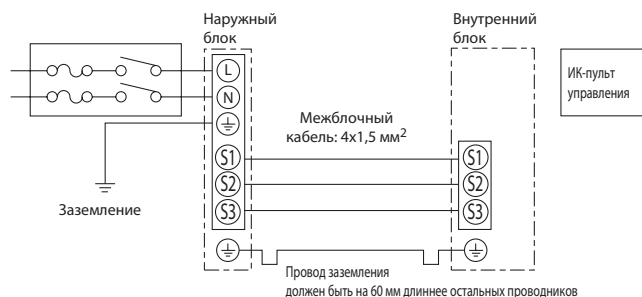 Наружный
блок
Внутренний
блок
L
N
ИК-пульт
управления
Межблочный
кабель: 4х1,5 мм²
S1
S2
S3
S1
S2
S3
Заземление
Провод заземления
должен быть на 60 мм длиннее остальных проводников